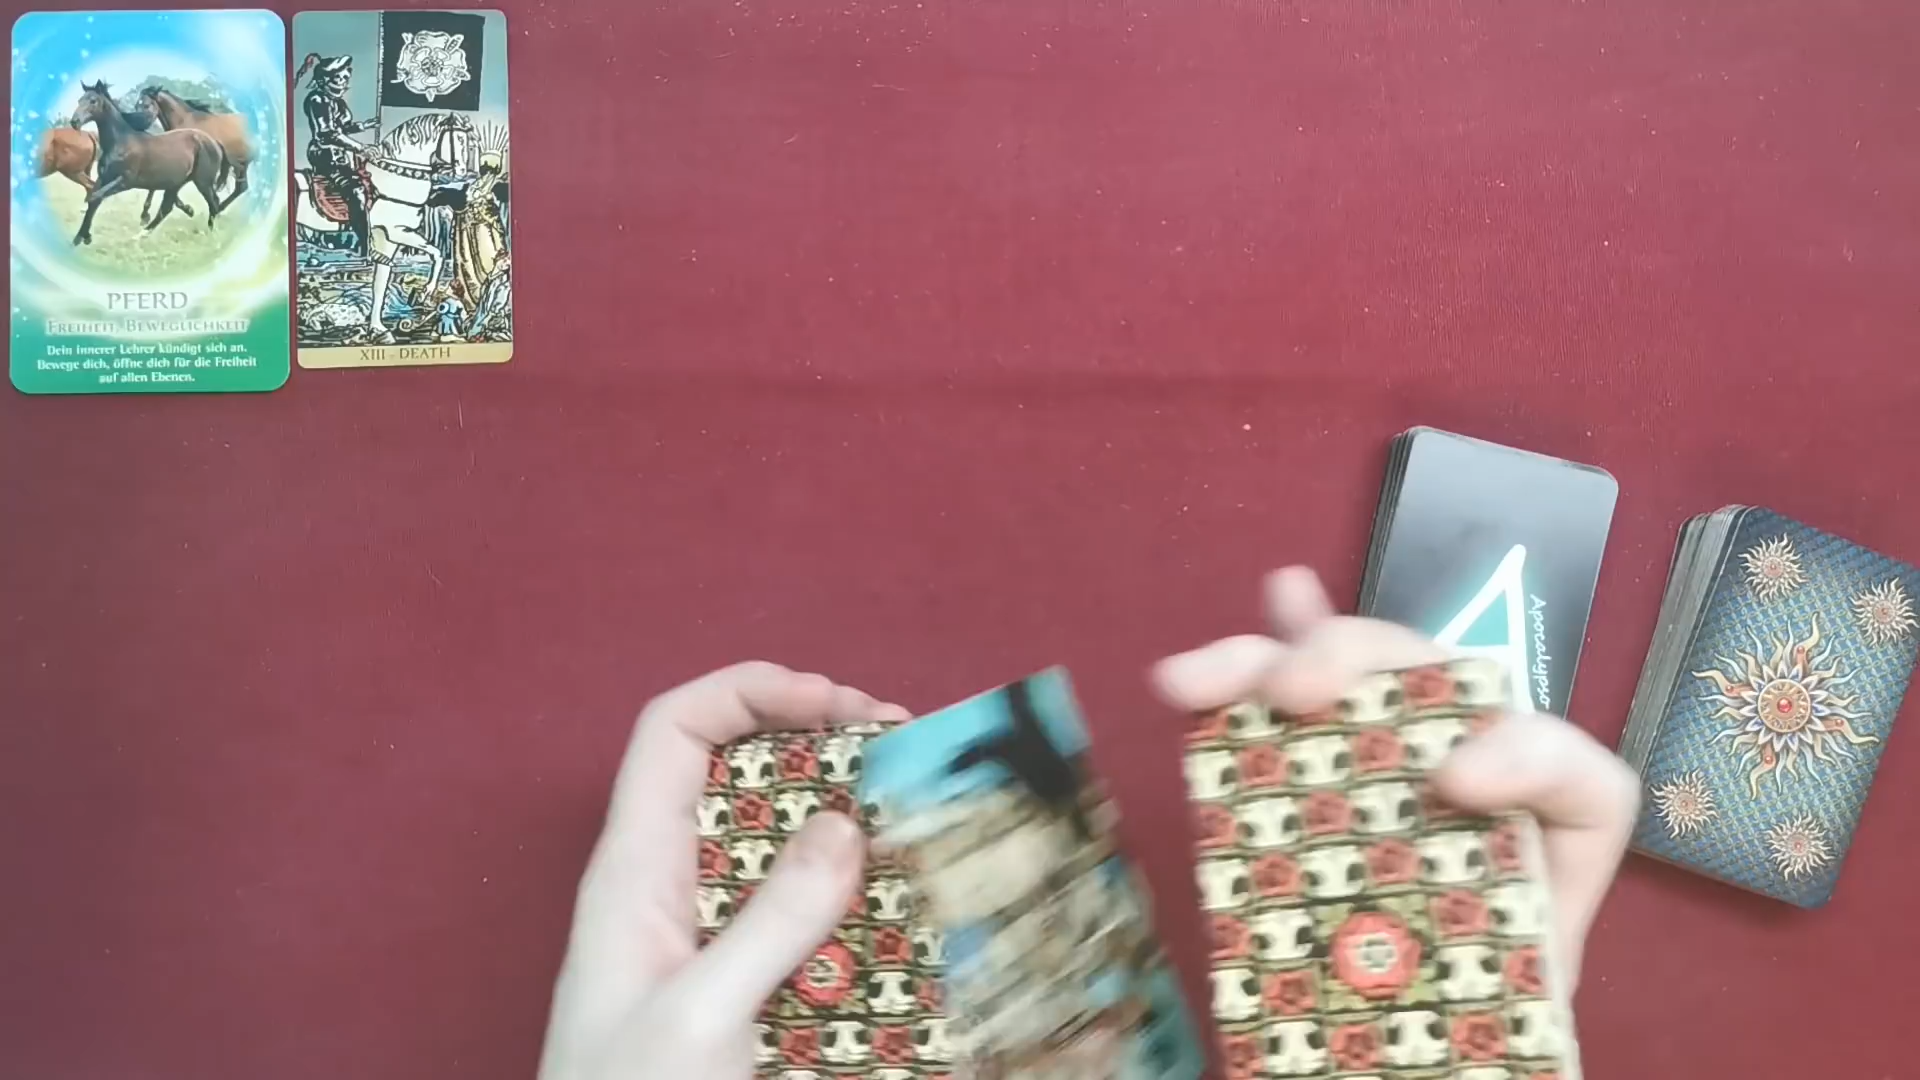 PFERD
FREIHEIT, BEWEGLICHKEIT
Dein innerer Lehrer kündigt sich an.
Bewege dich, öffne dich für die Freiheit
auf allen Ebenen.
XIII - DEATH
Apocalypso